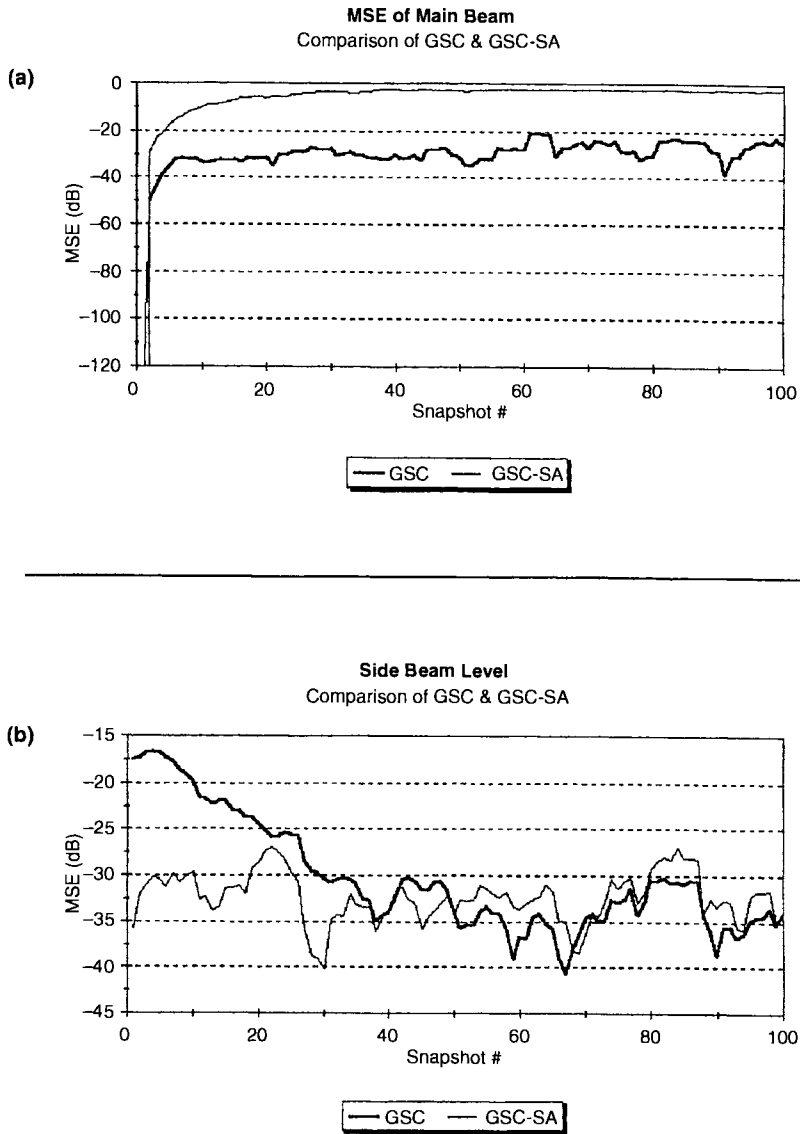 MSE of Main Beam
Comparison of GSC & GSC-SA
(a)
0
−20
−40
−60
−80
−100
−120
MSE (dB)
0 20 40 60 80 100
Snapshot #
GSC GSC-SA
Side Beam Level
Comparison of GSC & GSC-SA
(b)
−15
−20
−25
−30
−35
−40
−45
MSE (dB)
0 20 40 60 80 100
Snapshot #
GSC GSC-SA